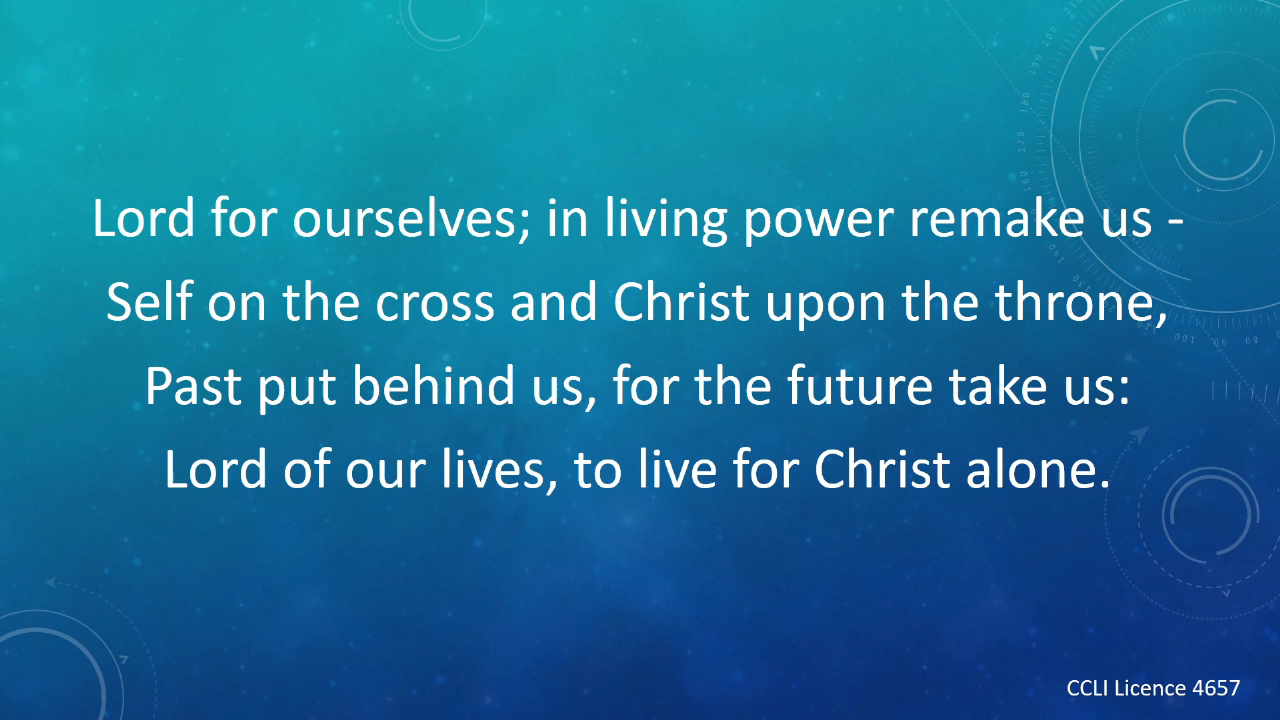 Lord for ourselves; in living power remake us -
Self on the cross and Christ upon the throne,
Past put behind us, for the future take us:
Lord of our lives, to live for Christ alone.
CCLI Licence 4657